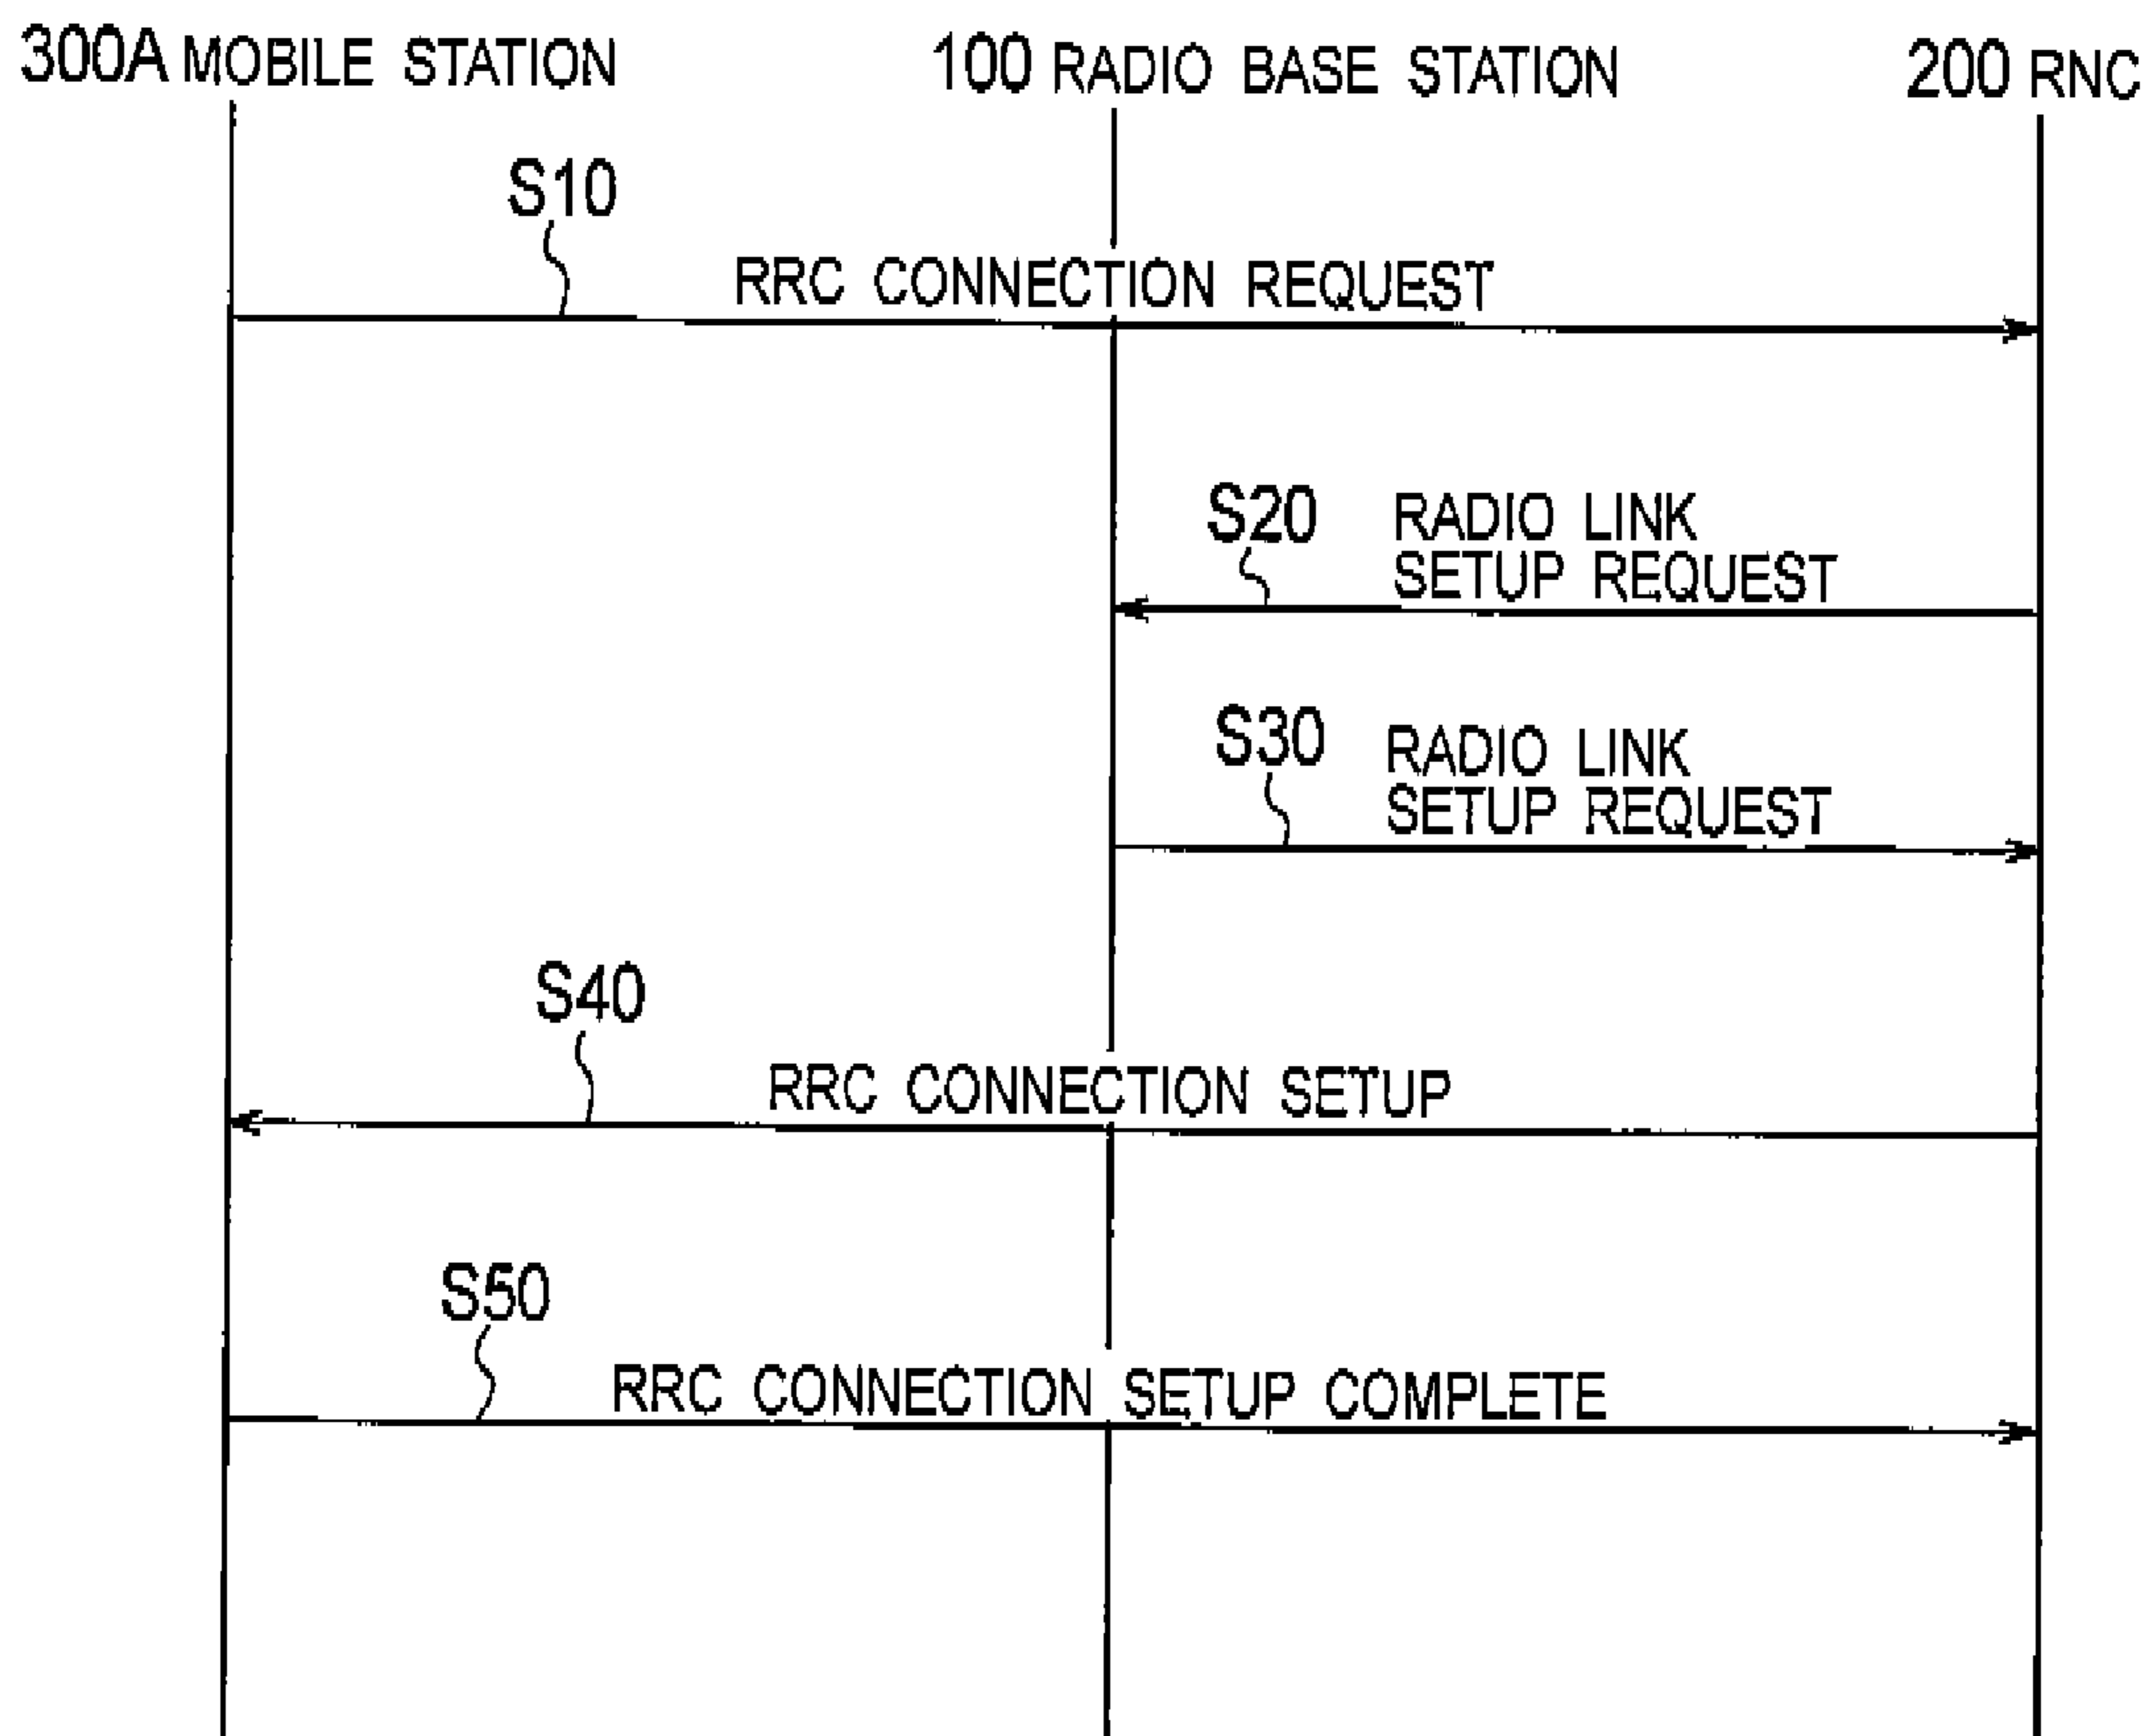 300A MOBILE STATION
100 RADIO BASE STATION
200 RNC
S10
RRC CONNECTION REQUEST
S20
RADIO LINK
SETUP REQUEST
S30
RADIO LINK
SETUP REQUEST
S40
RRC CONNECTION SETUP
S50
RRC CONNECTION SETUP COMPLETE